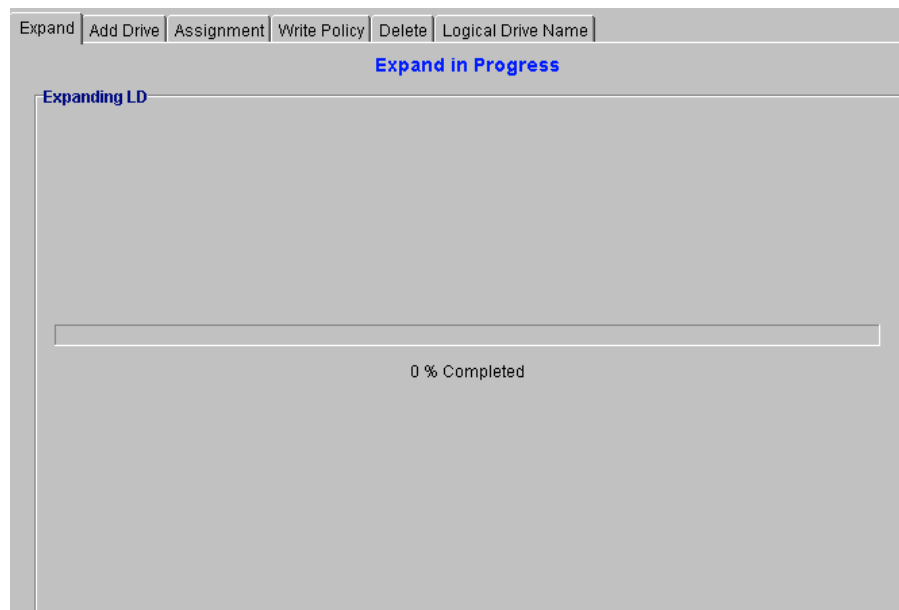 Expand Add Drive Assignment Write Policy Delete Logical Drive Name
Expand in Progress
Expanding LD
0 % Completed